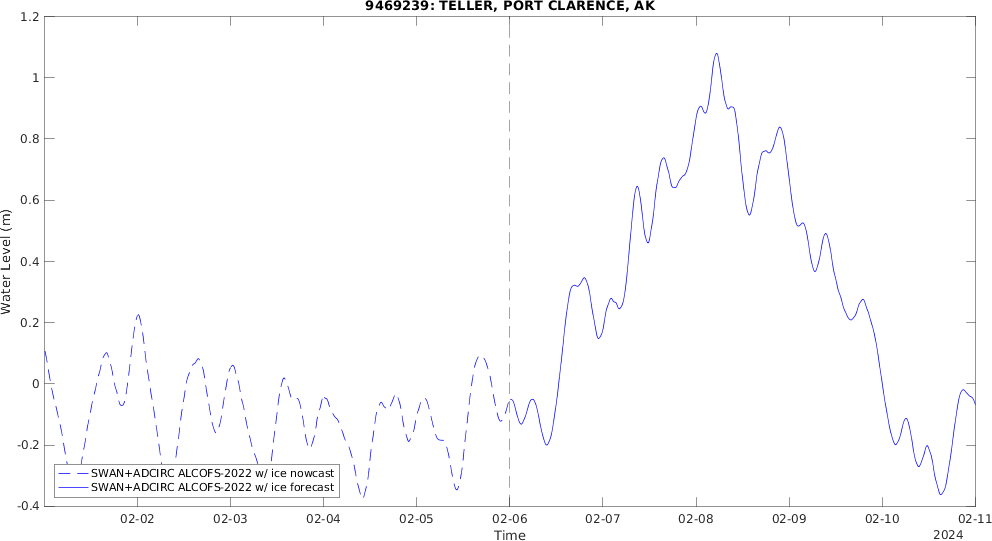 9469239: TELLER, PORT CLARENCE, AK
1.2
1
0.8
0.6
0.4
0.2
0
-0.2
-0.4
Water Level (m)
SWAN+ADCIRC ALCOFS-2022 w/ ice nowcast
SWAN+ADCIRC ALCOFS-2022 w/ ice forecast
02-02 02-03 02-04 02-05 02-06 02-07 02-08 02-09 02-10 02-11
Time
2024